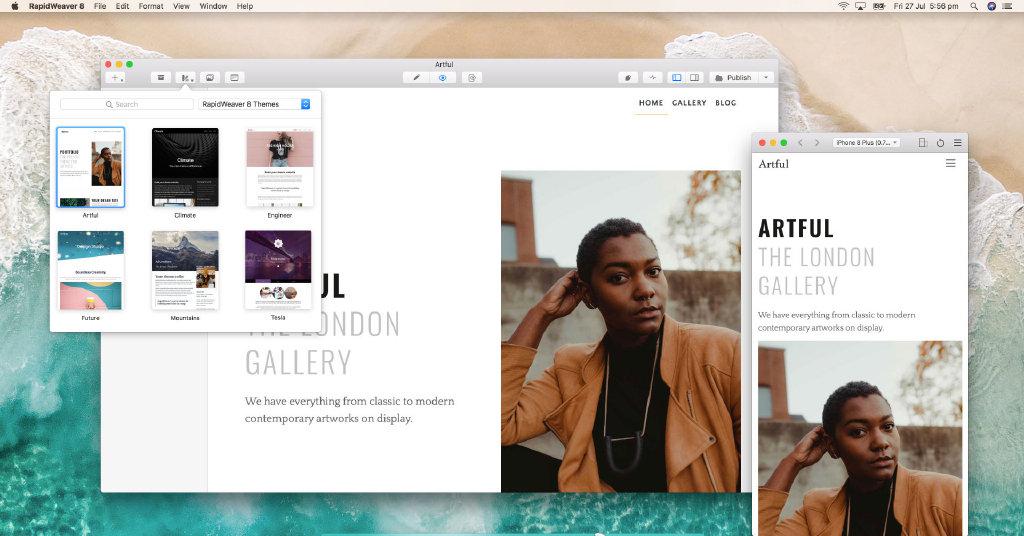 RapidWeaver 8 File Edit Format View Window Help
Fri 27 Jul 5:56 pm
Artful
Publish
Search
RapidWeaver 8 Themes
Artful
Climate
Engineer
Future
Mountains
Tesla
HOME GALLERY BLOG
UL
THE LONDON
GALLERY
We have everything from classic to modern
contemporary artworks on display.
iPhone 8 Plus (0.7...
Artful
ARTFUL
THE LONDON
GALLERY
We have everything from classic to modern
contemporary artworks on display.